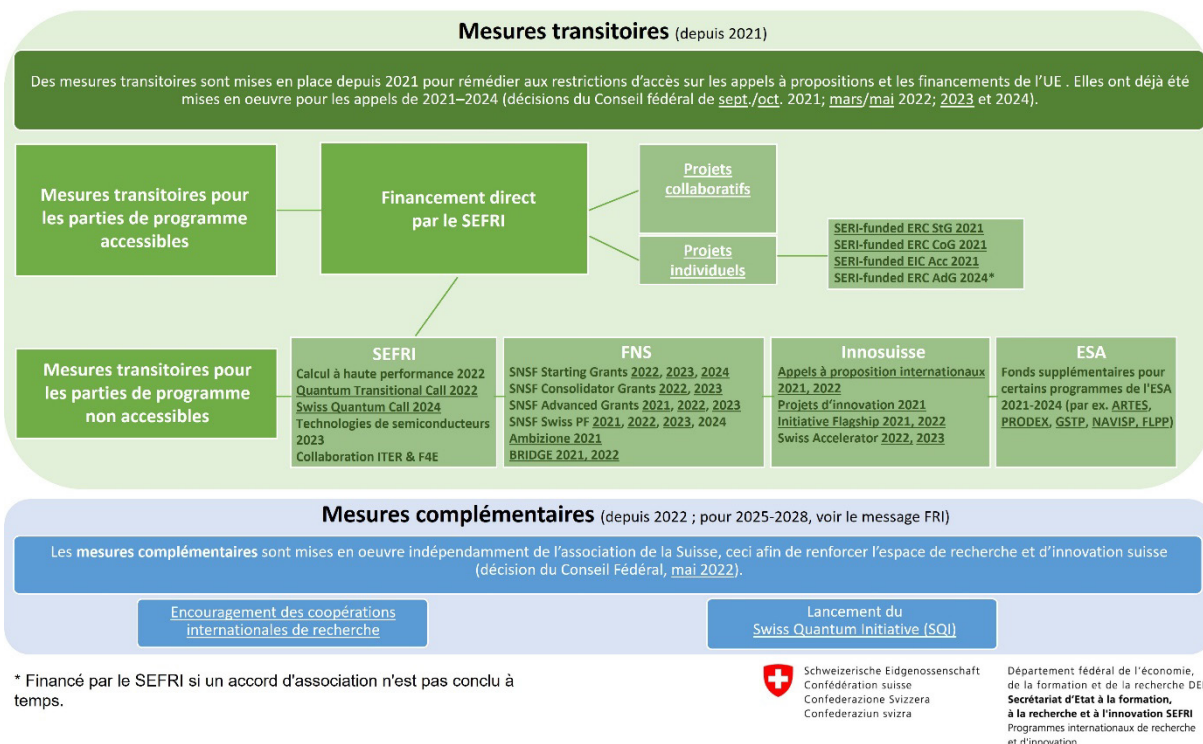 Mesures transitoires (depuis 2021)
Des mesures transitoires sont mises en place depuis 2021 pour rémédier aux restrictions d'accès sur les appels à propositions et les financements de l'UE . Elles ont déjà été
mises en oeuvre pour les appels de 2021–2024 (décisions du Conseil fédéral de sept./oct. 2021; mars/mai 2022; 2023 et 2024).
Mesures transitoires pour
les parties de programme
accessibles
Financement direct
par le SEFRI
Projets
collaboratifs
Projets
individuels
SERI-funded ERC StG 2021
SERI-funded ERC CoG 2021
SERI-funded EIC Acc 2021
SERI-funded ERC AdG 2024*
Mesures transitoires pour
les parties de programme
non accessibles
SEFRI
Calcul à haute performance 2022
Quantum Transitional Call 2022
Swiss Quantum Call 2024
Technologies de semiconducteurs
2023
Collaboration ITER & F4E
FNS
SNSF Starting Grants 2022, 2023, 2024
SNSF Consolidator Grants 2022, 2023
SNSF Advanced Grants 2021, 2022, 2023
SNSF Swiss PF 2021, 2022, 2023, 2024
Ambizione 2021
BRIDGE 2021, 2022
Innosuisse
Appels à proposition internationaux
2021, 2022
Projets d'innovation 2021
Initiative Flagship 2021, 2022
Swiss Accelerator 2022, 2023
ESA
Fonds supplémentaires pour
certains programmes de l'ESA
2021-2024 (par ex. ARTES,
PRODEX, GSTP, NAVISP, FLPP)
Mesures complémentaires (depuis 2022 ; pour 2025-2028, voir le message FRI)
Les mesures complémentaires sont mises en oeuvre indépendamment de l'association de la Suisse, ceci afin de renforcer l'espace de recherche et d'innovation suisse
(décision du Conseil Fédéral, mai 2022).
Encouragement des coopérations
internationales de recherche
Lancement du
Swiss Quantum Initiative (SQI)
* Financé par le SEFRI si un accord d'association n'est pas conclu à
temps.
Schweizerische Eidgenossenschaft
Confédération suisse
Confederazione Svizzera
Confederaziun svizra
Département fédéral de l'économie,
de la formation et de la recherche
Secrétariat d'Etat à la formation,
à la recherche et à l'innovation SEFRI
Programmes internationaux de recherche
et d'innovation